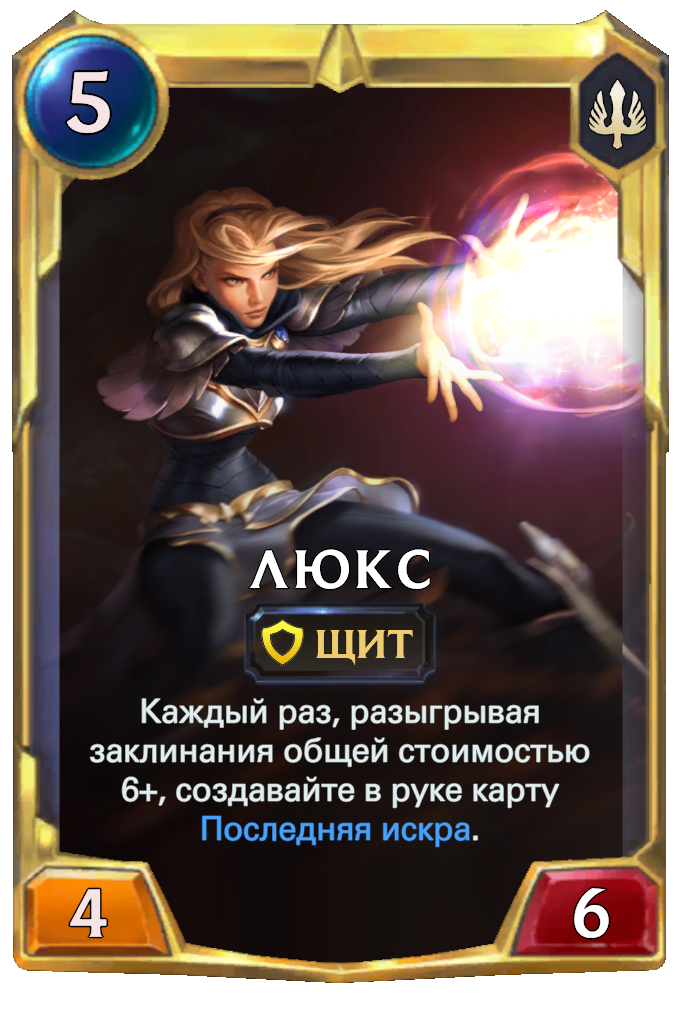 5
ЛЮКС
ЩИТ
Каждый раз, разыгрывая
заклинания общей стоимостью
6+, создавайте в руке карту
Последняя искра.
4
6